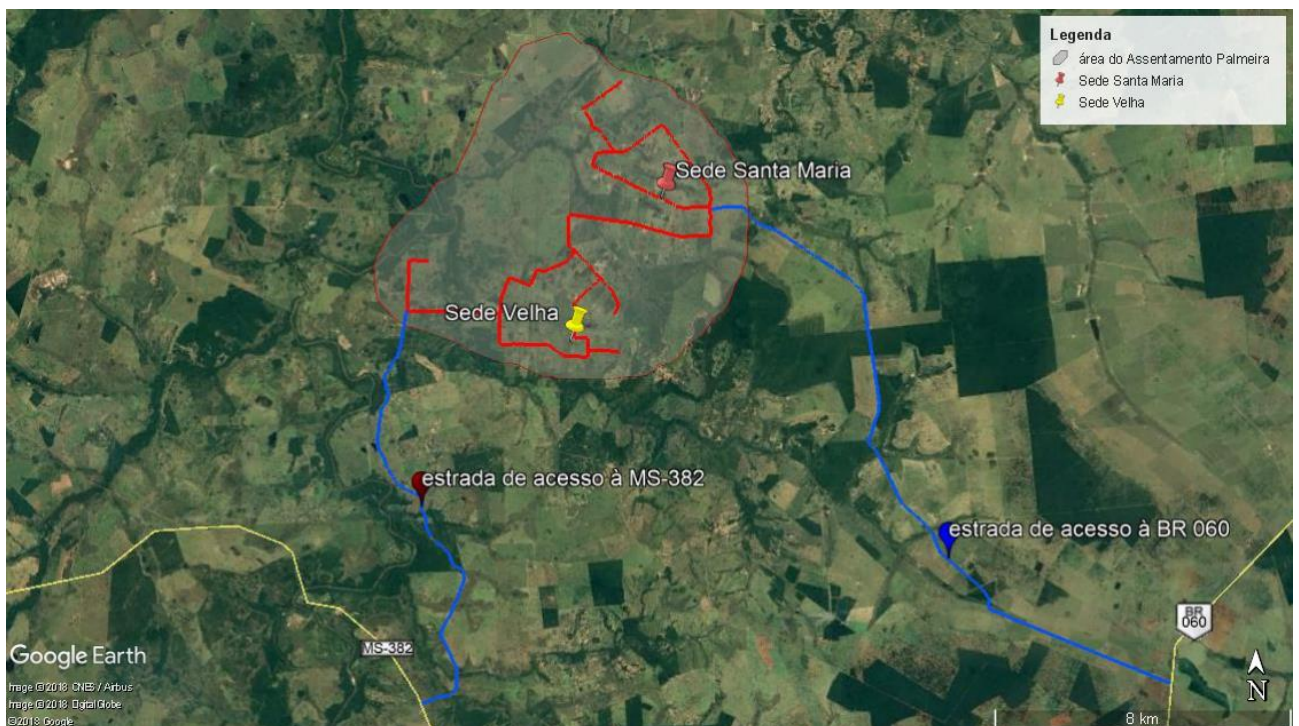 Legenda
área do Assentamento Palmeira
Sede Santa Maria
Sede Velha
Sede Santa Maria
Sede Velha
estrada de acesso à MS-382
estrada de acesso à BR 060
BR
060
MS-382
Google Earth
Image ©2018 CNES / Airbus
Image ©2018 DigitalGlobe
©2018 Google
N
8 km